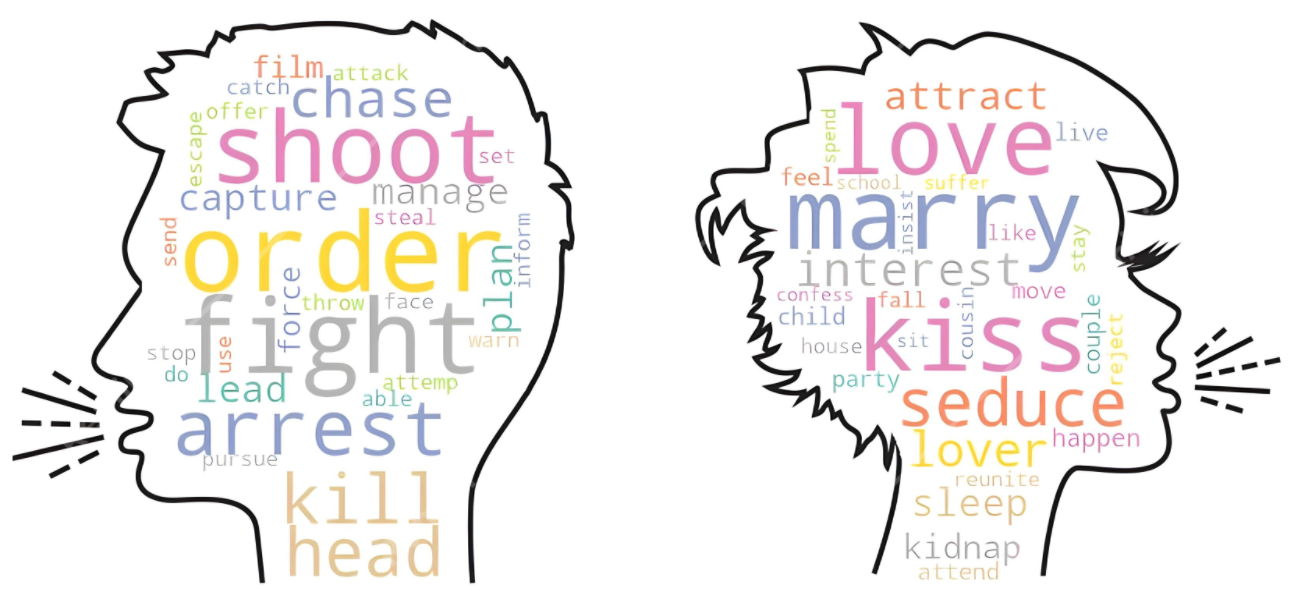 film
attack
catch
chase
offer
escape
shoot
set
capture
manage
steal
send
order
inform
plan
force
throw
face
fight
warn
stop
use
do
lead
attemp
able
arrest
pursue
kill
head
attract
spend
love
live
feel
school
suffer
marry
insist
like
stay
interest
confess
fall
move
child
cousin
couple
kiss
sit
house
reject
party
seduce
lover
happen
reunite
sleep
kidnap
attend